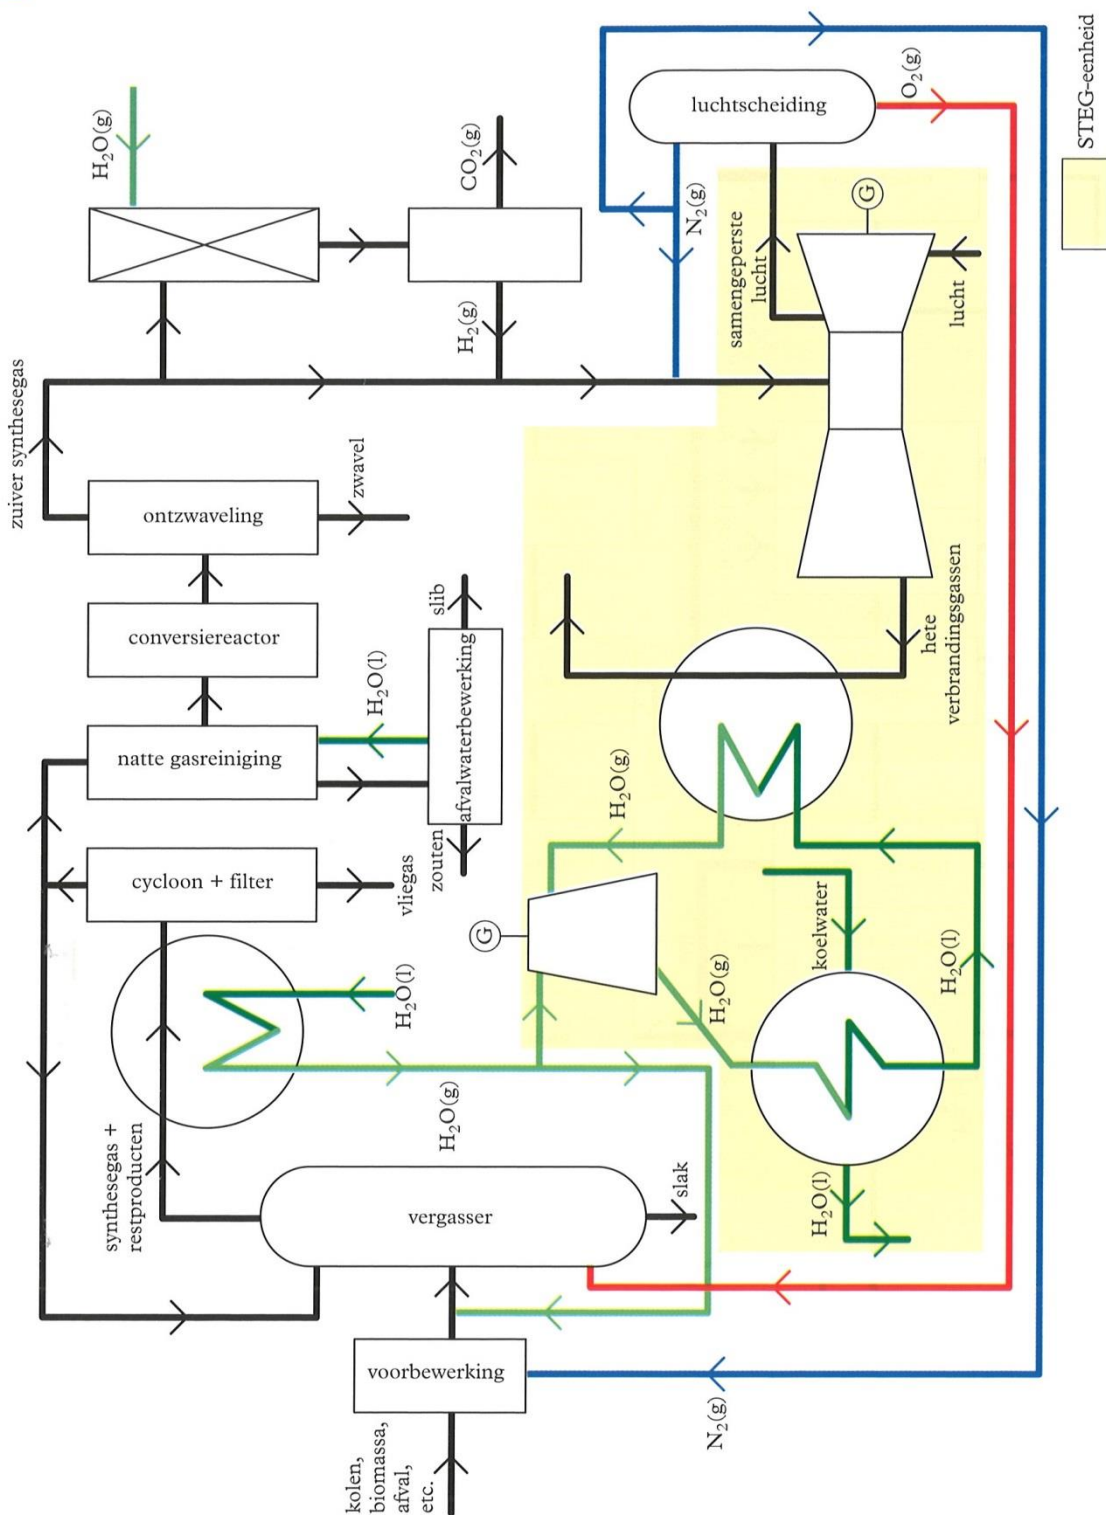 zuiver synthesegas
H₂O(g)
ontzwaveling
zwavel
CO₂(g)
H₂(g)
conversiereactor
natte gasreiniging
H₂O(l)
slib
afvalwaterbewerking
zouten
cycloon + filter
vliegas
H₂O(l)
synthesegas +
restproducten
H₂O(g)
vergasser
slak
voorbewerking
kolen,
biomassa,
afval,
etc.
N₂(g)
luchtscheiding
O₂(g)
N₂(g)
samengeperste
lucht
G
lucht
hete
verbrandingsgassen
H₂O(g)
G
H₂O(g)
koelwater
H₂O(l)
H₂O(l)
STEG-eenheid